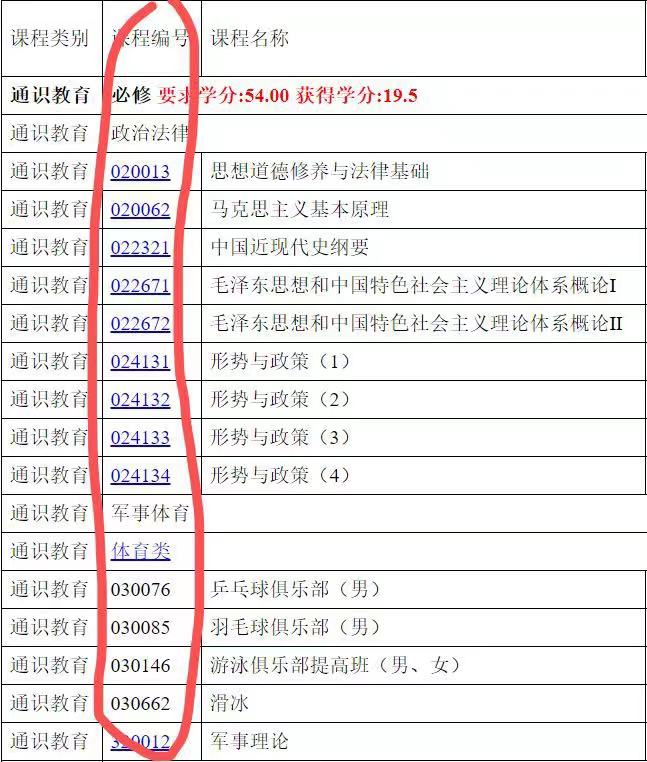 课程类别 课程编号 课程名称
通识教育 必修 要求学分:54.00 获得学分:19.5
通识教育 政治法律
通识教育 020013 思想道德修养与法律基础
通识教育 020062 马克思主义基本原理
通识教育 022321 中国近现代史纲要
通识教育 022671 毛泽东思想和中国特色社会主义理论体系概论I
通识教育 022672 毛泽东思想和中国特色社会主义理论体系概论II
通识教育 024131 形势与政策（1）
通识教育 024132 形势与政策（2）
通识教育 024133 形势与政策（3）
通识教育 024134 形势与政策（4）
通识教育 军事体育
通识教育 体育类
通识教育 030076 乒乓球俱乐部（男）
通识教育 030085 羽毛球俱乐部（男）
通识教育 030146 游泳俱乐部提高班（男、女）
通识教育 030662 滑冰
通识教育 320012 军事理论